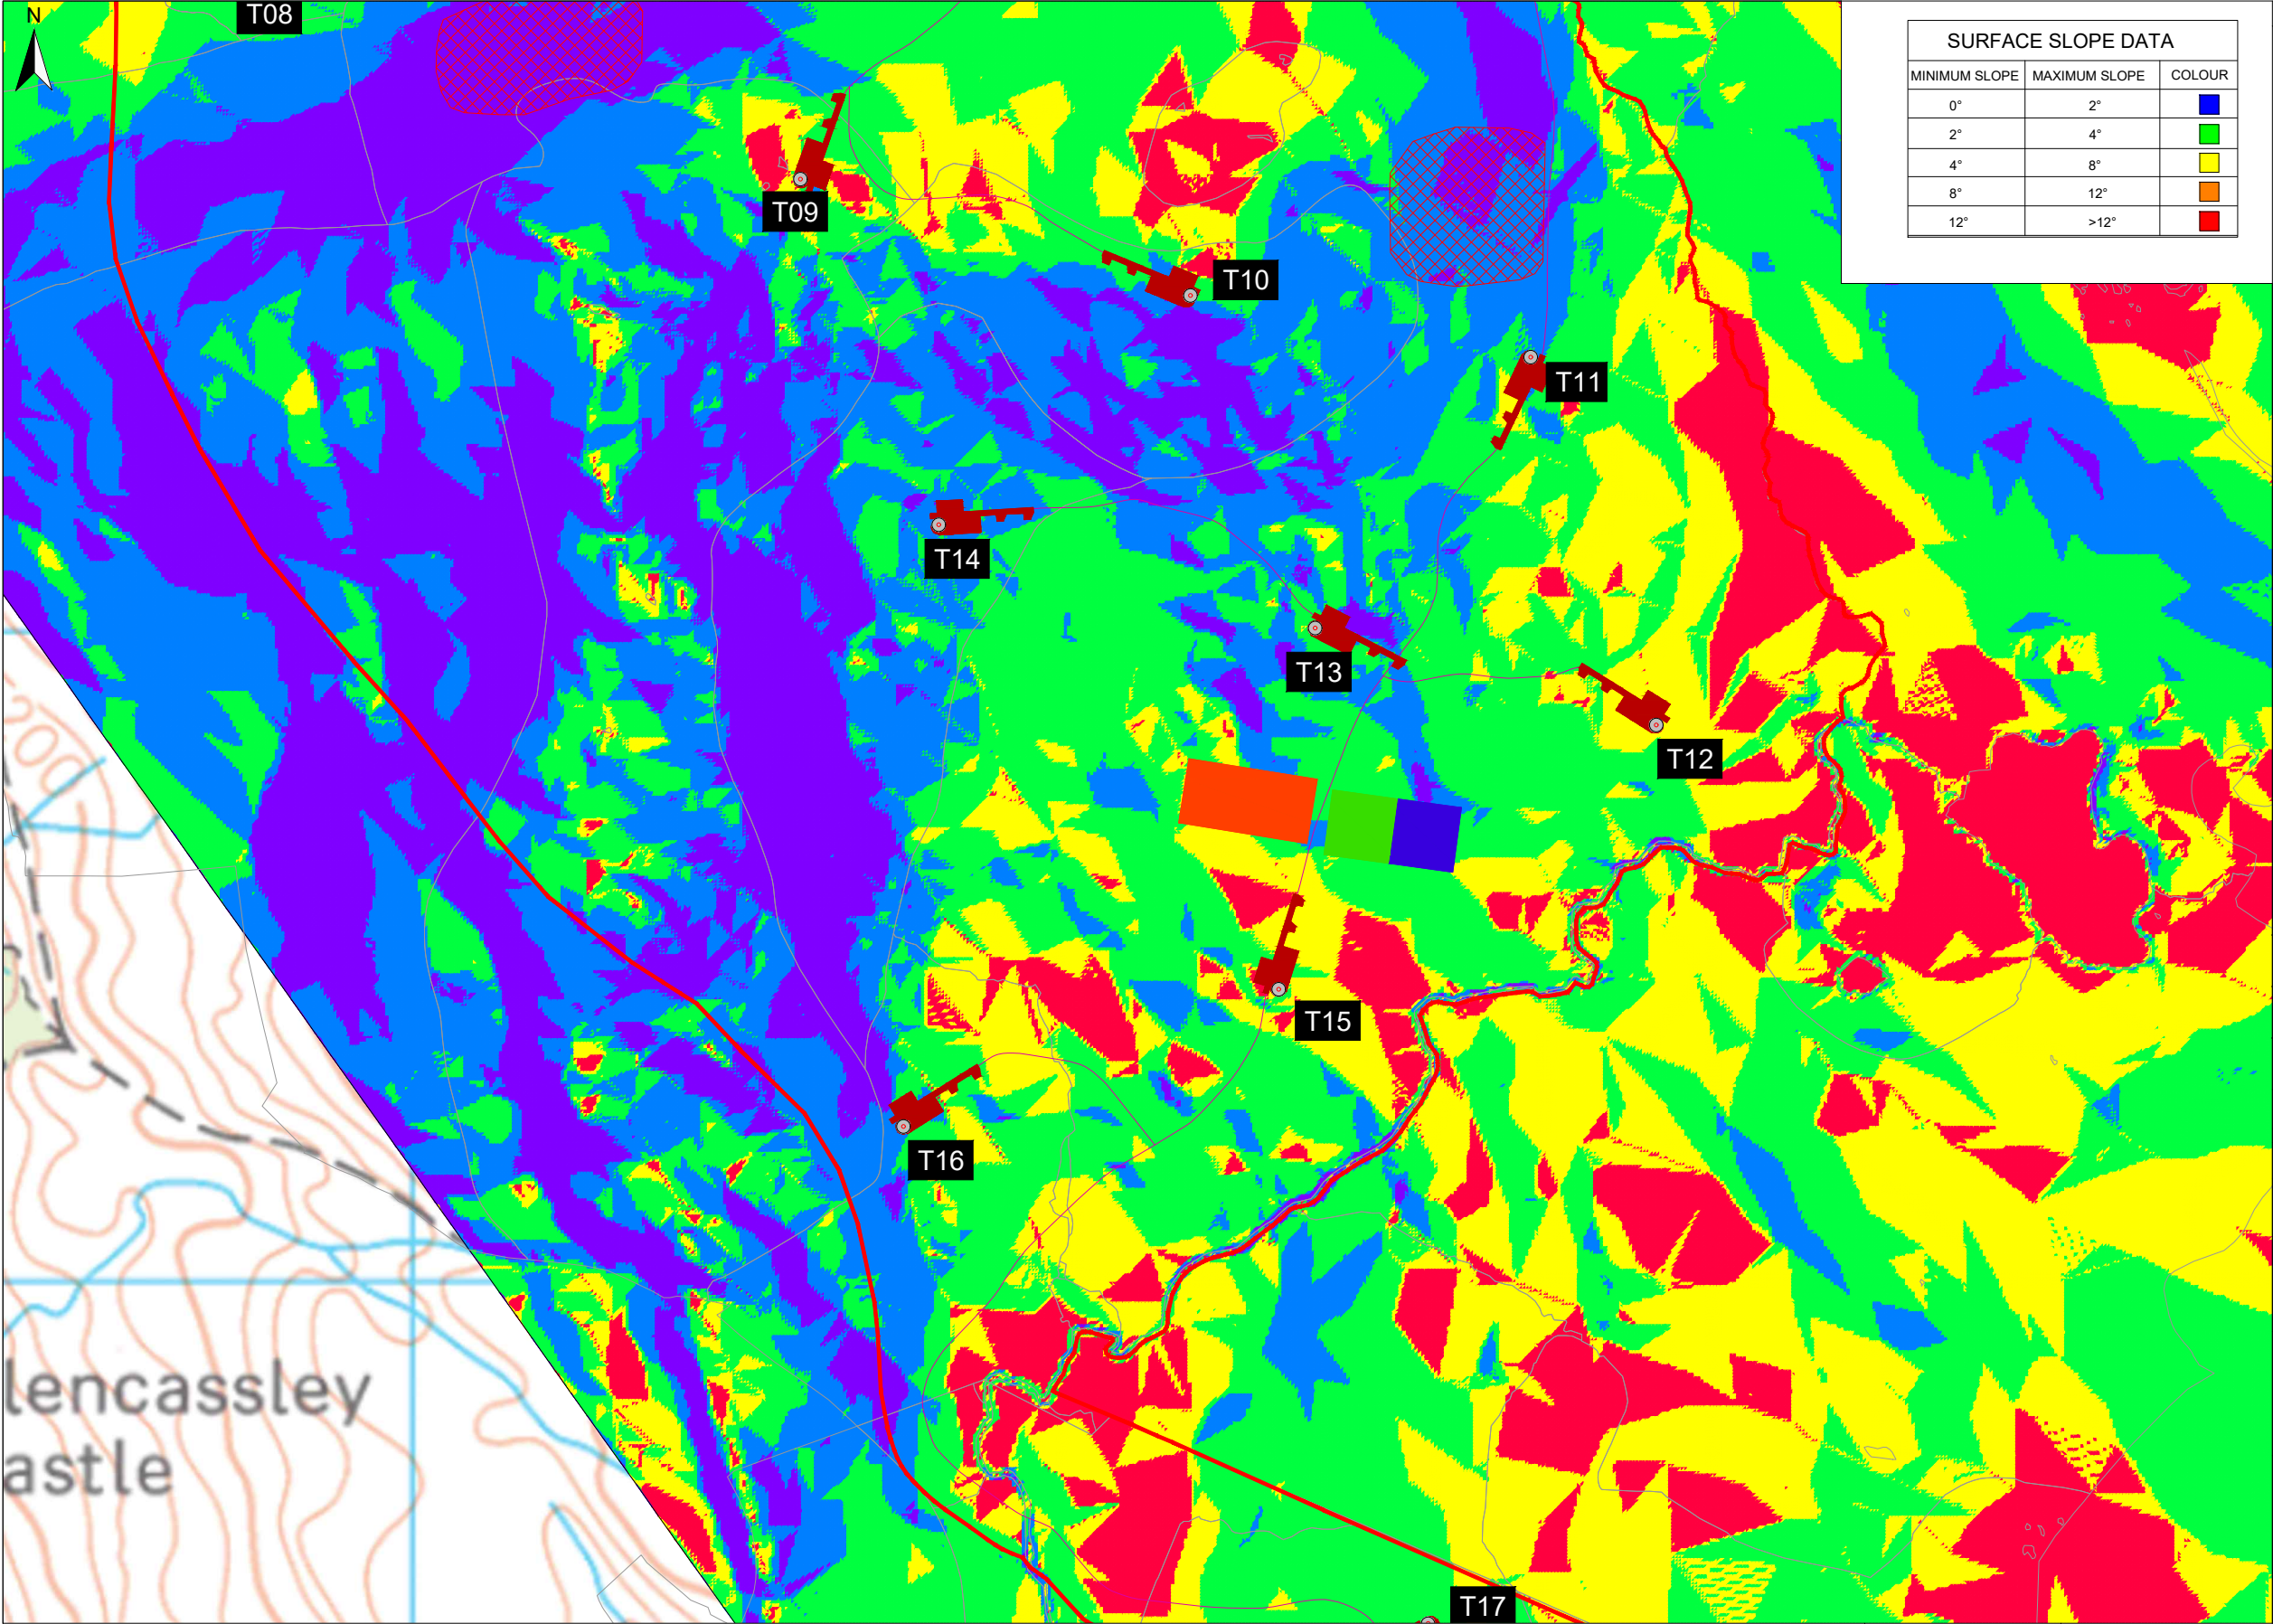 N
T08
SURFACE SLOPE DATA
MINIMUM SLOPE MAXIMUM SLOPE COLOUR
0° 2°
2° 4°
4° 8°
8° 12°
12° >12°
T09
T10
T11
T14
T13
T12
200
T15
T16
lencassley
astle
T17